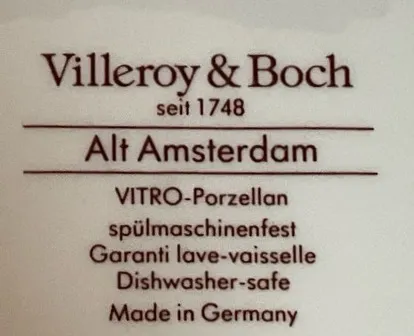 Villeroy & Boch
seit 1748
Alt Amsterdam
VITRO-Porzellan
spülmaschinenfest
Garanti lave-vaisselle
Dishwasher-safe
Made in Germany